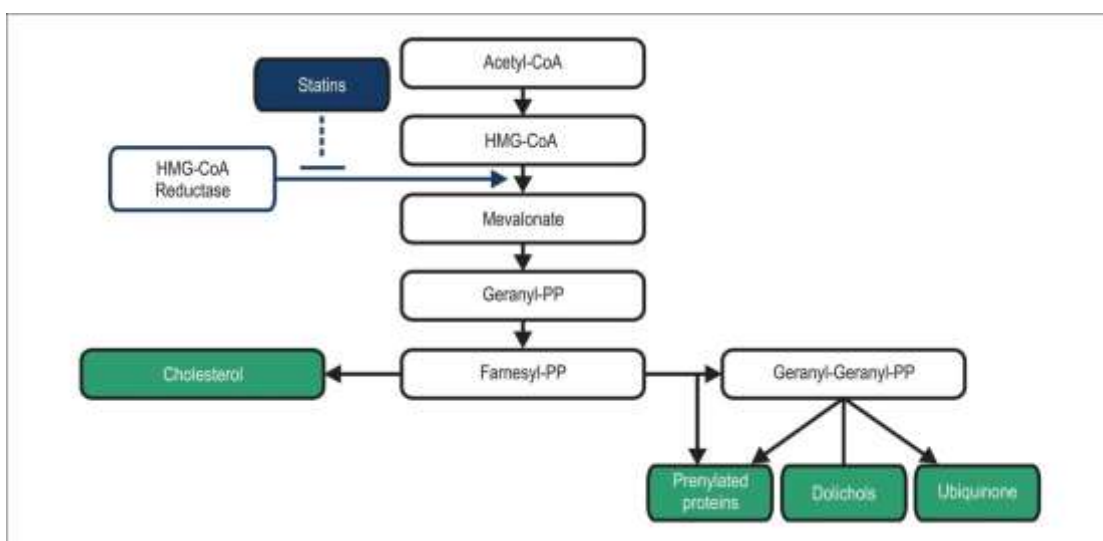 Acetyl-CoA
Statins
HMG-CoA
HMG-CoA
Reductase
Mevalonate
Geranyl-PP
Cholesterol
Farnesyl-PP
Geranyl-Geranyl-PP
Prenylated
proteins
Dolichols
Ubiquinone